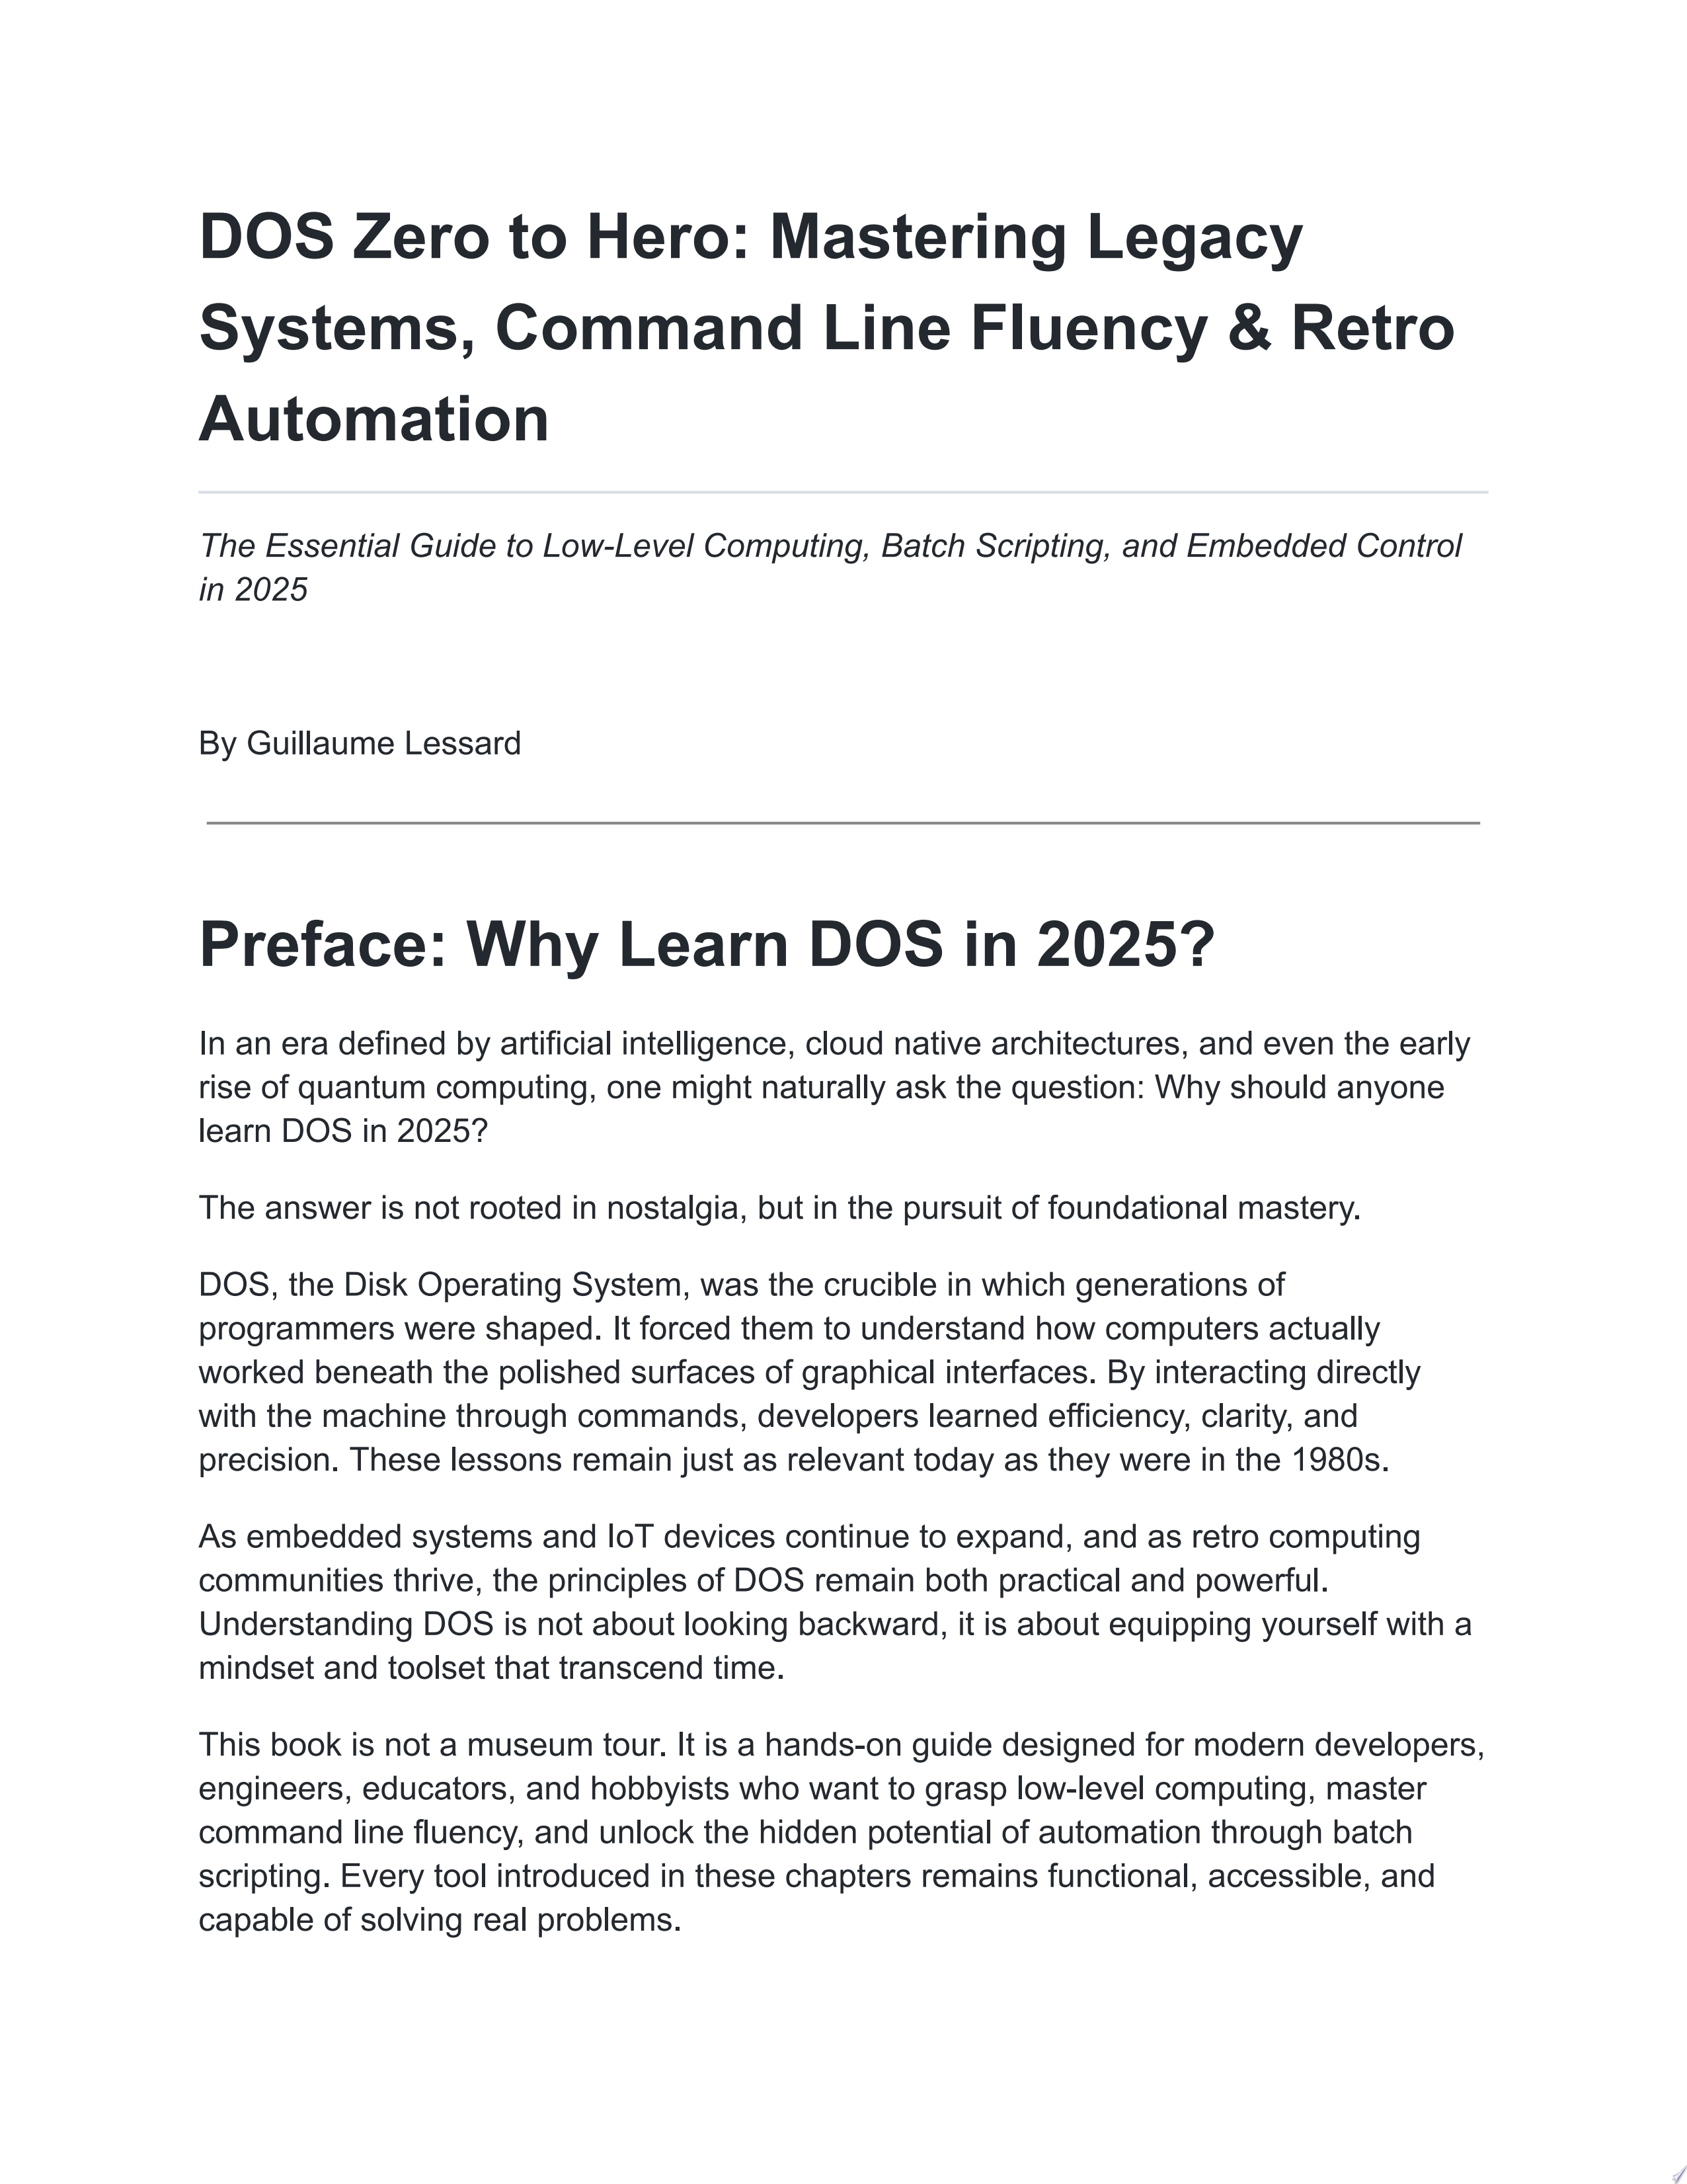 DOS Zero to Hero: Mastering Legacy
Systems, Command Line Fluency & Retro
Automation
The Essential Guide to Low-Level Computing, Batch Scripting, and Embedded Control
in 2025
By Guillaume Lessard
Preface: Why Learn DOS in 2025?
In an era defined by artificial intelligence, cloud native architectures, and even the early
rise of quantum computing, one might naturally ask the question: Why should anyone
learn DOS in 2025?
The answer is not rooted in nostalgia, but in the pursuit of foundational mastery.
DOS, the Disk Operating System, was the crucible in which generations of
programmers were shaped. It forced them to understand how computers actually
worked beneath the polished surfaces of graphical interfaces. By interacting directly
with the machine through commands, developers learned efficiency, clarity, and
precision. These lessons remain just as relevant today as they were in the 1980s.
As embedded systems and IoT devices continue to expand, and as retro computing
communities thrive, the principles of DOS remain both practical and powerful.
Understanding DOS is not about looking backward, it is about equipping yourself with a
mindset and toolset that transcend time.
This book is not a museum tour. It is a hands-on guide designed for modern developers,
engineers, educators, and hobbyists who want to grasp low-level computing, master
command line fluency, and unlock the hidden potential of automation through batch
scripting. Every tool introduced in these chapters remains functional, accessible, and
capable of solving real problems.